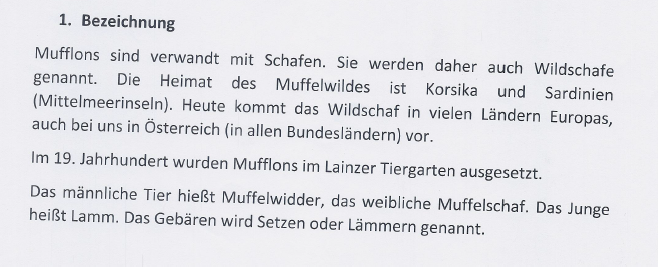 1. Bezeichnung
Mufflons sind verwandt mit Schafen. Sie werden daher auch Wildschafe
genannt. Die Heimat des Muffelwildes ist Korsika und Sardinien
(Mittelmeerinseln). Heute kommt das Wildschaf in vielen Ländern Europas,
auch bei uns in Österreich (in allen Bundesländern) vor.
Im 19. Jahrhundert wurden Mufflons im Lainzer Tiergarten ausgesetzt.
Das männliche Tier hießt Muffelwidder, das weibliche Muffelschaf. Das Junge
heißt Lamm. Das Gebären wird Setzen oder Lämmern genannt.